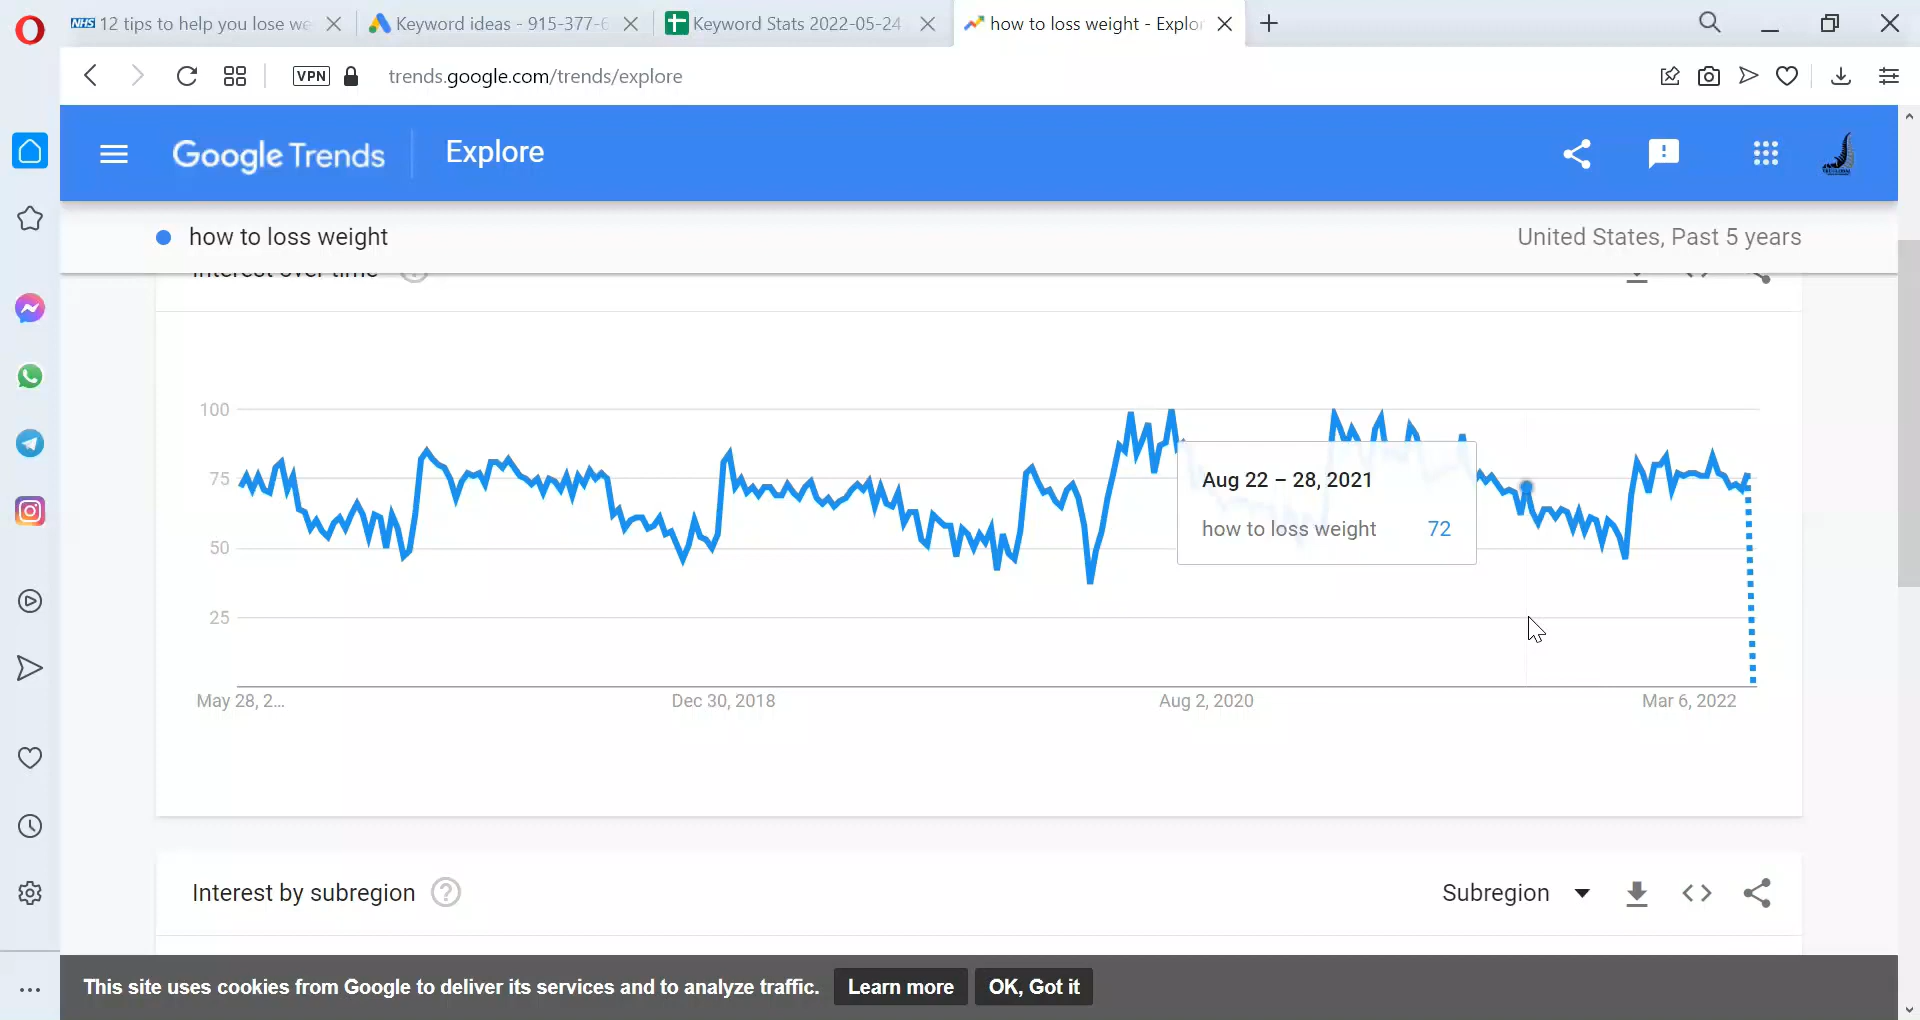 NHS 12 tips to help you lose we
Keyword ideas - 915-377-6
Keyword Stats 2022-05-24
how to loss weight - Explor
VPN
trends.google.com/trends/explore
Google Trends
Explore
how to loss weight
United States, Past 5 years
Interest over time
100
75
50
25
Aug 22 – 28, 2021
how to loss weight 72
May 28, 2...
Dec 30, 2018
Aug 2, 2020
Mar 6, 2022
Interest by subregion
Subregion
This site uses cookies from Google to deliver its services and to analyze traffic.
Learn more
OK, Got it